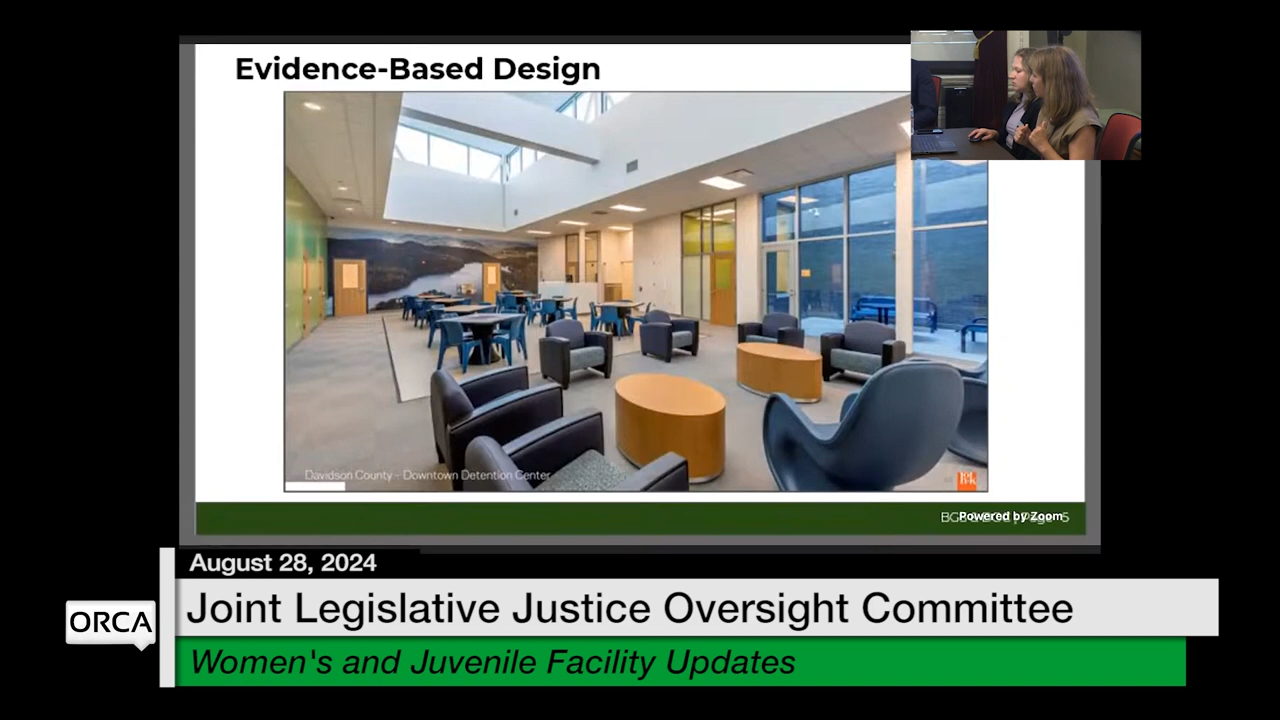 Evidence-Based Design
Davidson County - Downtown Detention Center
Powered by Zoom
August 28, 2024
Joint Legislative Justice Oversight Committee
ORCA
Women's and Juvenile Facility Updates